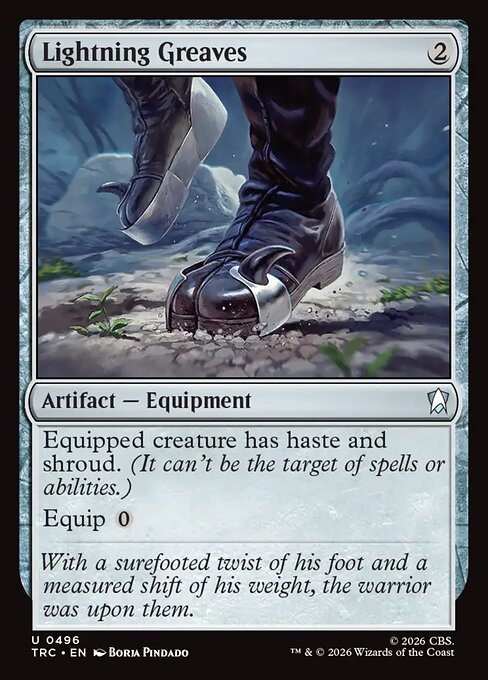 Lightning Greaves 2
Artifact — Equipment
Equipped creature has haste and
shroud. (It can't be the target of spells or
abilities.)
Equip 0
With a surefooted twist of his foot and a
measured shift of his weight, the warrior
was upon them.
U 0496
TRC • EN Borja Pindado
© 2026 CBS.
™ & © 2026 Wizards of the Coast